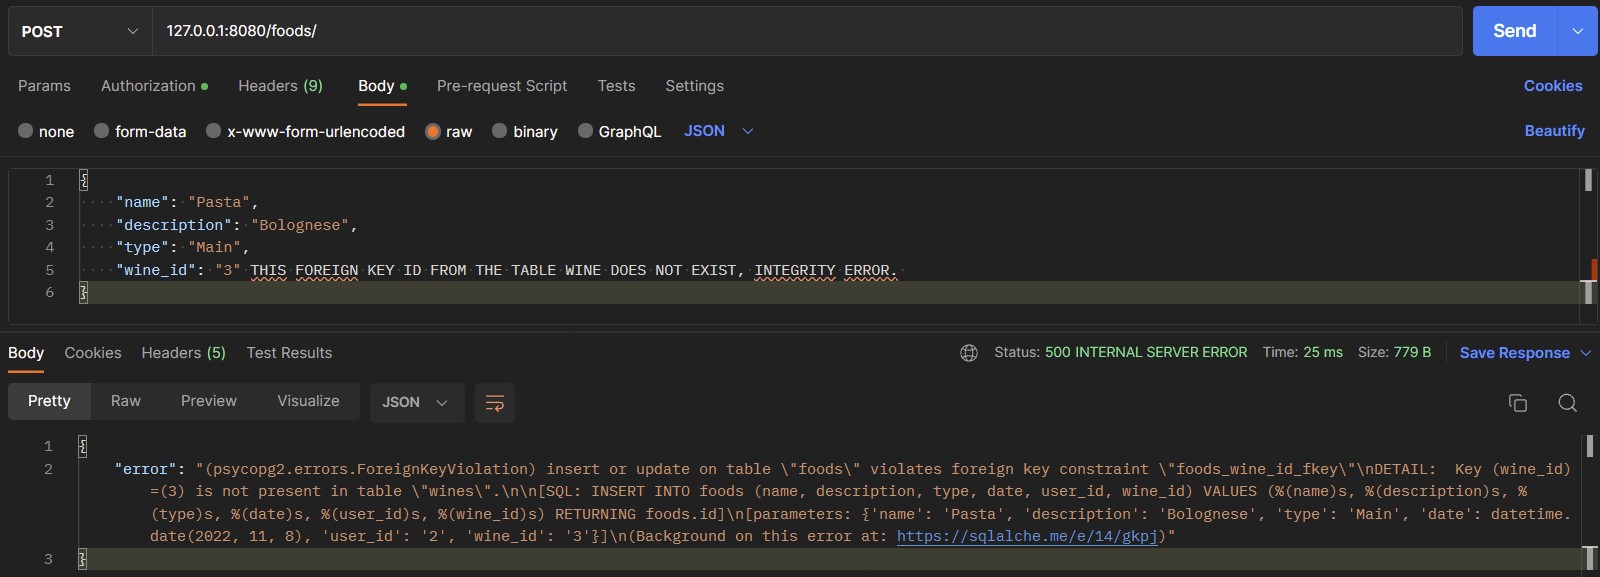 POST 127.0.0.1:8080/foods/ Send
Params Authorization Headers (9) Body Pre-request Script Tests Settings Cookies
none form-data x-www-form-urlencoded raw binary GraphQL JSON Beautify
1 {
2 "name": "Pasta",
3 "description": "Bolognese",
4 "type": "Main",
5 "wine_id": "3" THIS FOREIGN KEY ID FROM THE TABLE WINE DOES NOT EXIST, INTEGRITY ERROR.
6 }
Body Cookies Headers (5) Test Results Status: 500 INTERNAL SERVER ERROR Time: 25 ms Size: 779 B Save Response
Pretty Raw Preview Visualize JSON
1 {
2 "error": "(psycopg2.errors.ForeignKeyViolation) insert or update on table \"foods\" violates foreign key constraint \"foods_wine_id_fkey\"\nDETAIL:  Key (wine_id)
=(3) is not present in table \"wines\".\n\n[SQL: INSERT INTO foods (name, description, type, date, user_id, wine_id) VALUES (%(name)s, %(description)s, %
(type)s, %(date)s, %(user_id)s, %(wine_id)s) RETURNING foods.id]\n[parameters: {'name': 'Pasta', 'description': 'Bolognese', 'type': 'Main', 'date': datetime.
date(2022, 11, 8), 'user_id': '2', 'wine_id': '3'}]\n(Background on this error at: https://sqlalche.me/e/14/gkpj)"
3 }